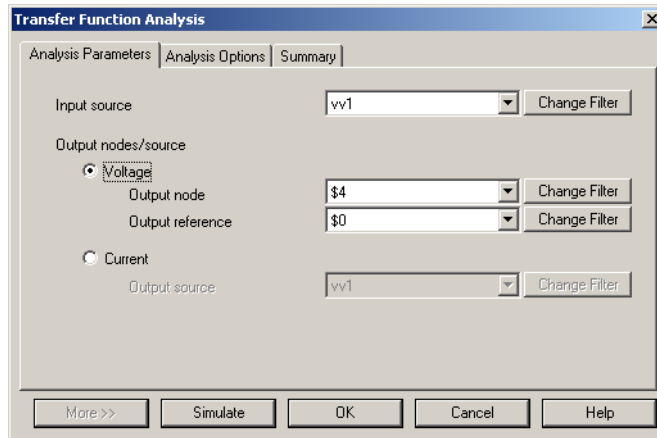 Transfer Function Analysis
Analysis Parameters Analysis Options Summary
Input source vv1 Change Filter
Output nodes/source
Voltage
Output node $4 Change Filter
Output reference $0 Change Filter
Current
Output source vv1 Change Filter
More >> Simulate OK Cancel Help